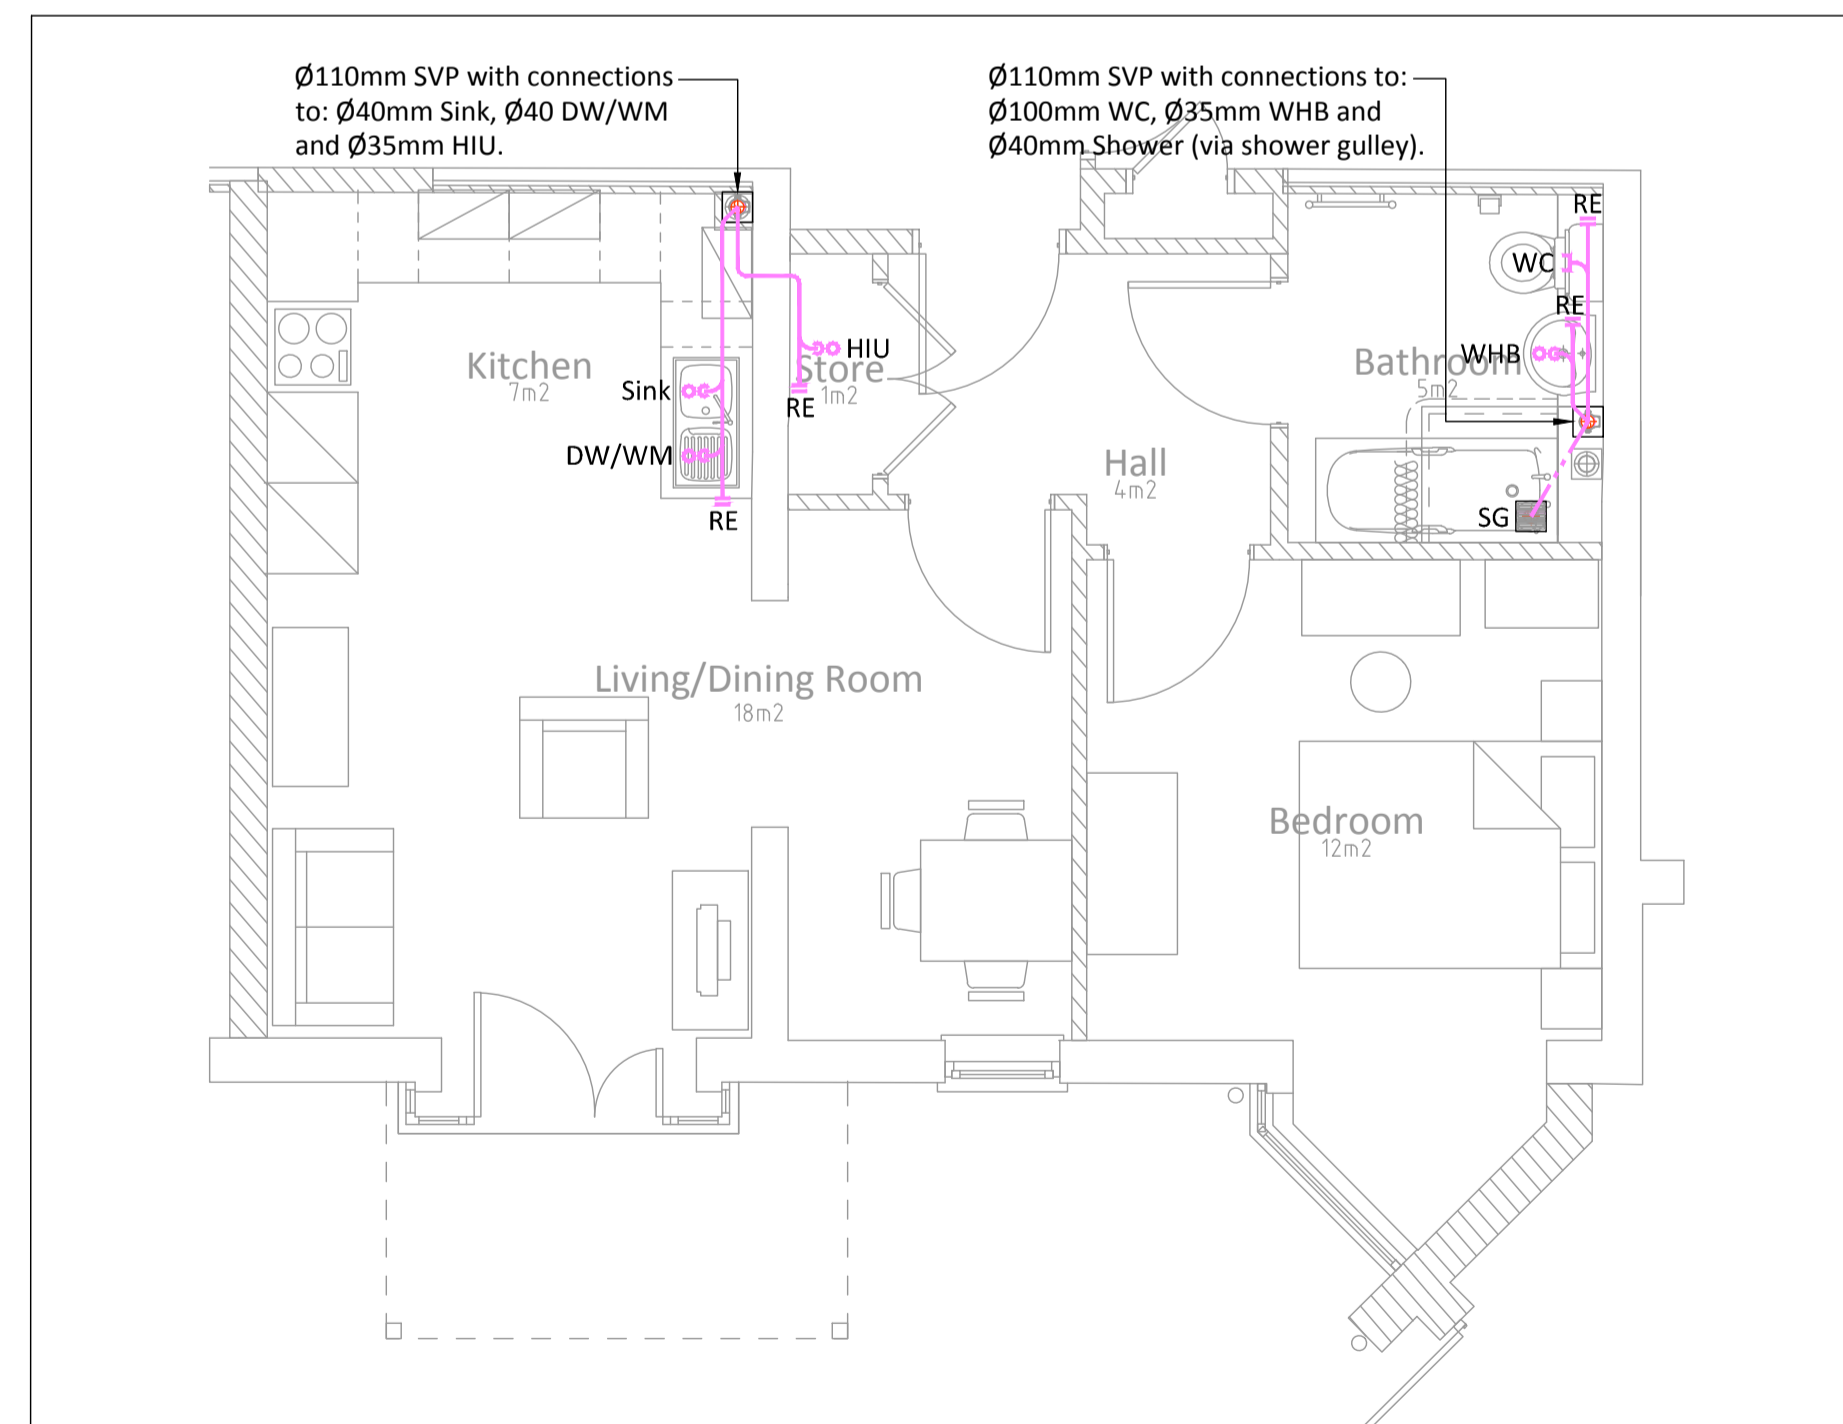 Ø110mm SVP with connections
to: Ø40mm Sink, Ø40 DW/WM
and Ø35mm HIU.
Ø110mm SVP with connections to:
Ø100mm WC, Ø35mm WHB and
Ø40mm Shower (via shower gulley).
RE
WC
RE
WHB
Bathroom
5m2
SG
Kitchen
7m2
Sink
DW/WM
RE
HIU
Store
1m2
RE
Hall
4m2
Living/Dining Room
18m2
Bedroom
12m2